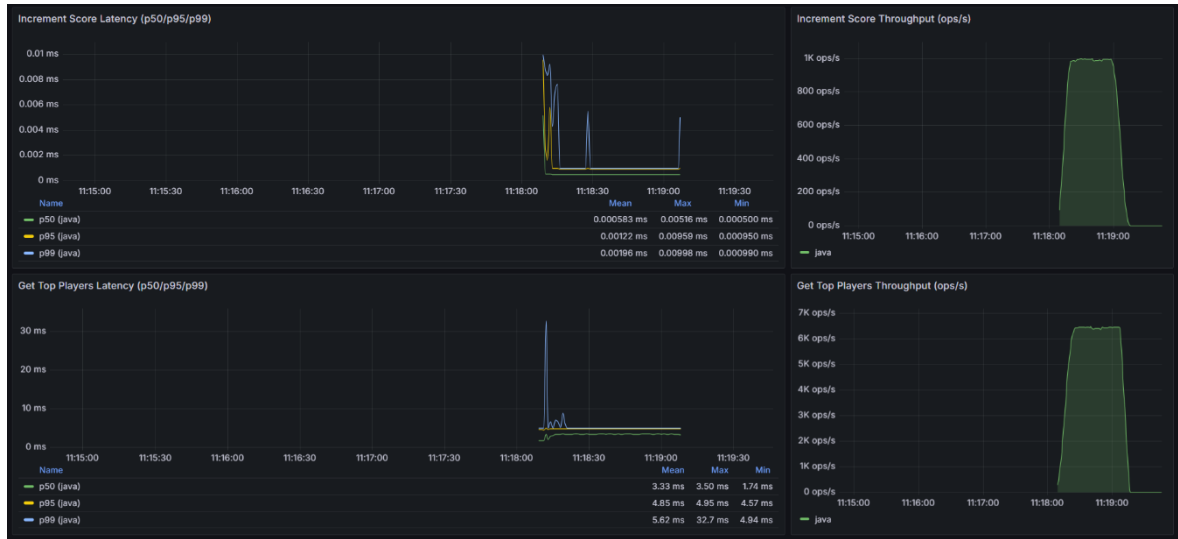 Increment Score Latency (p50/p95/p99)
0.01 ms
0.008 ms
0.006 ms
0.004 ms
0.002 ms
0 ms
11:15:00 11:15:30 11:16:00 11:16:30 11:17:00 11:17:30 11:18:00 11:18:30 11:19:00 11:19:30
Name Mean Max Min
p50 (java) 0.000583 ms 0.00516 ms 0.000500 ms
p95 (java) 0.00122 ms 0.00959 ms 0.000950 ms
p99 (java) 0.00196 ms 0.00998 ms 0.000990 ms
Increment Score Throughput (ops/s)
1K ops/s
800 ops/s
600 ops/s
400 ops/s
200 ops/s
0 ops/s
11:15:00 11:16:00 11:17:00 11:18:00 11:19:00
java
Get Top Players Latency (p50/p95/p99)
30 ms
20 ms
10 ms
0 ms
11:15:00 11:15:30 11:16:00 11:16:30 11:17:00 11:17:30 11:18:00 11:18:30 11:19:00 11:19:30
Name Mean Max Min
p50 (java) 3.33 ms 3.50 ms 1.74 ms
p95 (java) 4.85 ms 4.95 ms 4.57 ms
p99 (java) 5.62 ms 32.7 ms 4.94 ms
Get Top Players Throughput (ops/s)
7K ops/s
6K ops/s
5K ops/s
4K ops/s
3K ops/s
2K ops/s
1K ops/s
0 ops/s
11:15:00 11:16:00 11:17:00 11:18:00 11:19:00
java